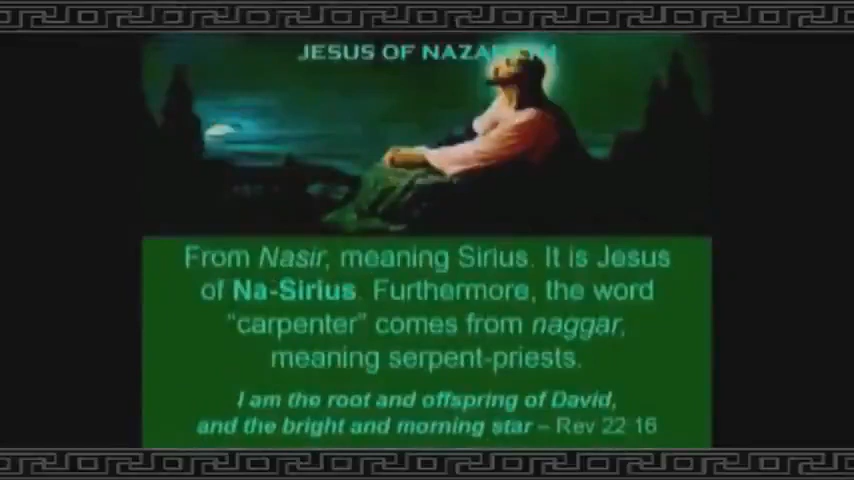 JESUS OF
From Nasir, meaning Sirius. It is Jesus
of Na-Sirius. Furthermore, the word
"carpenter" comes from naggar,
meaning serpent-priests.
I am the root and offspring of David,
and the bright and morning star – Rev 22:16